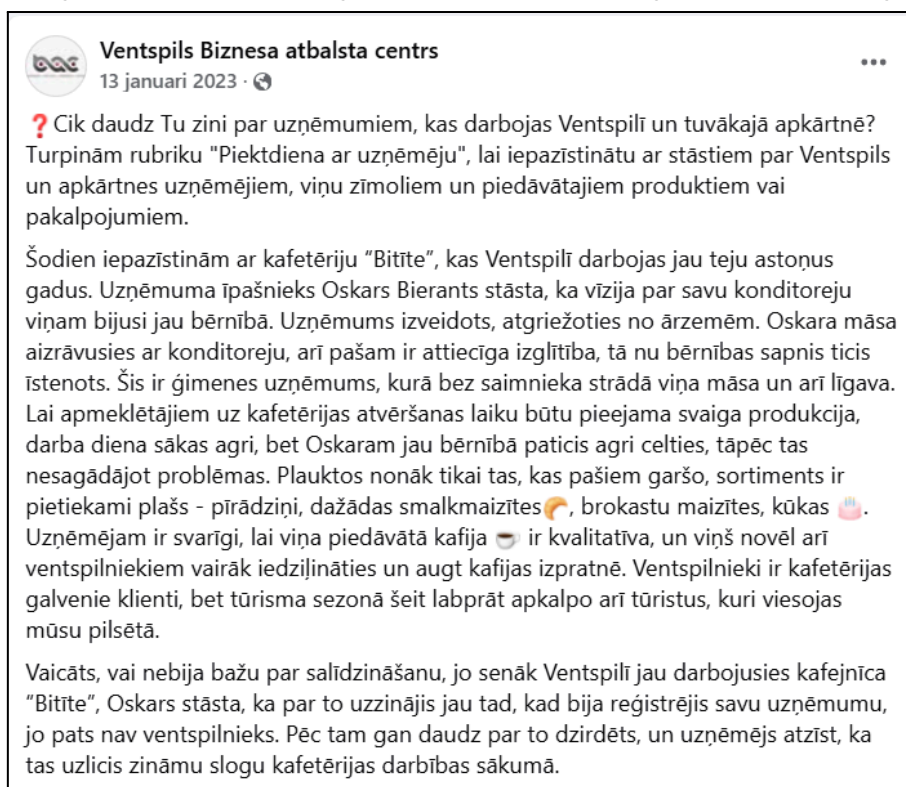 Ventspils Biznesa atbalsta centrs
bac
13 januari 2023 ·
•••
❓Cik daudz Tu zini par uzņēmumiem, kas darbojas Ventspilī un tuvākajā apkārtnē?
Turpinām rubriku "Piektdiena ar uzņēmēju", lai iepazīstinātu ar stāstiem par Ventspils
un apkārtnes uzņēmējiem, viņu zīmoliem un piedāvātajiem produktiem vai
pakalpojumiem.
Šodien iepazīstinām ar kafetēriju “Bitīte”, kas Ventspilī darbojas jau teju astoņus
gadus. Uzņēmuma īpašnieks Oskars Bierants stāsta, ka vīzija par savu konditoreju
viņam bijusi jau bērnībā. Uzņēmums izveidots, atgriežoties no ārzemēm. Oskara māsa
aizrāvusies ar konditoreju, arī pašam ir attiecīga izglītība, tā nu bērnības sapnis ticis
īstenots. Šis ir ģimenes uzņēmums, kurā bez saimnieka strādā viņa māsa un arī līgava.
Lai apmeklētājiem uz kafetērijas atvēršanas laiku būtu pieejama svaiga produkcija,
darba diena sākas agri, bet Oskaram jau bērnībā paticis agri celties, tāpēc tas
nesagādājot problēmas. Plauktos nonāk tikai tas, kas pašiem garšo, sortiments ir
pietiekami plašs - pīrādziņi, dažādas smalkmaizītes🥐, brokastu maizītes, kūkas 🎂.
Uzņēmējam ir svarīgi, lai viņa piedāvātā kafija ☕ ir kvalitatīva, un viņš novēl arī
ventspilniekiem vairāk iedziļināties un augt kafijas izpratnē. Ventspilnieki ir kafetērijas
galvenie klienti, bet tūrisma sezonā šeit labprāt apkalpo arī tūristus, kuri viesojas
mūsu pilsētā.
Vaicāts, vai nebija bažu par salīdzināšanu, jo senāk Ventspilī jau darbojusies kafejnīca
“Bitīte”, Oskars stāsta, ka par to uzzinājis jau tad, kad bija reģistrējis savu uzņēmumu,
jo pats nav ventspilnieks. Pēc tam gan daudz par to dzirdēts, un uzņēmējs atzīst, ka
tas uzlicis zināmu slogu kafetērijas darbības sākumā.